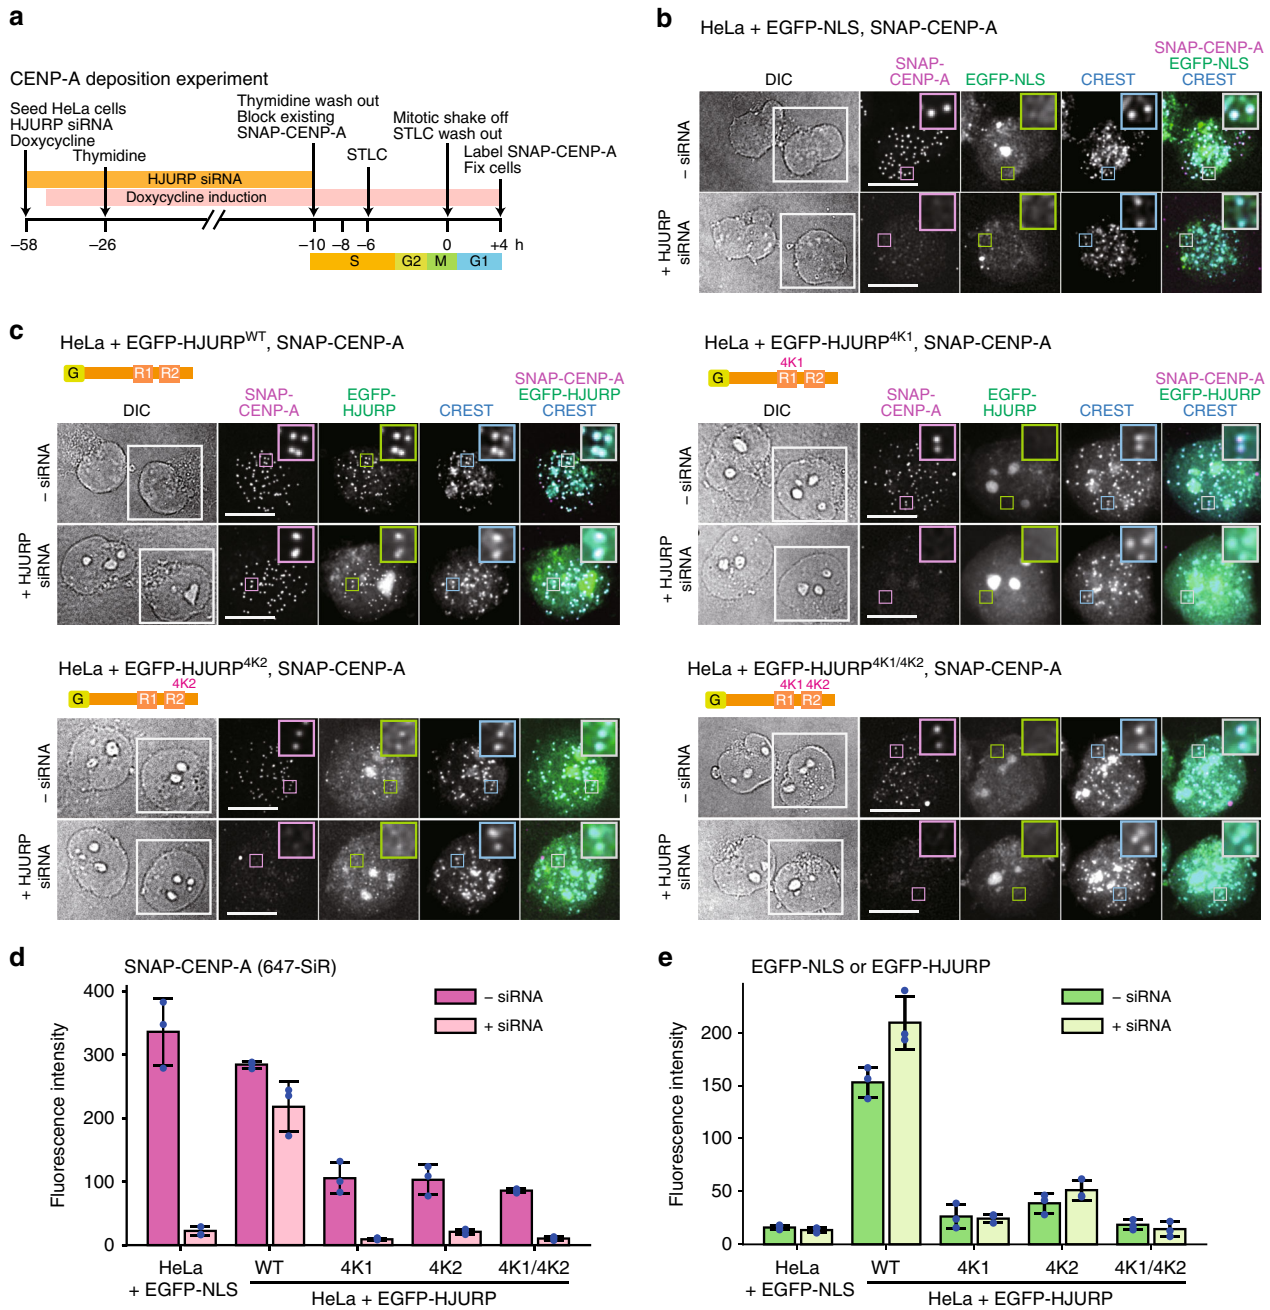 a
CENP-A deposition experiment
Seed HeLa cells
HJURP siRNA
Doxycycline
Thymidine
Thymidine wash out
Block existing
SNAP-CENP-A
STLC
Mitotic shake off
STLC wash out
Label SNAP-CENP-A
Fix cells
HJURP siRNA
Doxycycline induction
–58 –26 –10 –8 –6 0 +4 h
S G2 M G1
b
HeLa + EGFP-NLS, SNAP-CENP-A
DIC
SNAP-
CENP-A
EGFP-NLS
CREST
SNAP-CENP-A
EGFP-NLS
CREST
– siRNA
+ HJURP
siRNA
c
HeLa + EGFP-HJURP^WT, SNAP-CENP-A
G R1 R2
DIC
SNAP-
CENP-A
EGFP-
HJURP
CREST
SNAP-CENP-A
EGFP-HJURP
CREST
– siRNA
+ HJURP
siRNA
HeLa + EGFP-HJURP^4K1, SNAP-CENP-A
4K1
G R1 R2
DIC
SNAP-
CENP-A
EGFP-
HJURP
CREST
SNAP-CENP-A
EGFP-HJURP
CREST
– siRNA
+ HJURP
siRNA
HeLa + EGFP-HJURP^4K2, SNAP-CENP-A
4K2
G R1 R2
– siRNA
+ HJURP
siRNA
HeLa + EGFP-HJURP^4K1/4K2, SNAP-CENP-A
4K1 4K2
G R1 R2
– siRNA
+ HJURP
siRNA
d
SNAP-CENP-A (647-SiR)
Fluorescence intensity
400
300
200
100
0
– siRNA
+ siRNA
HeLa
+ EGFP-NLS
WT 4K1 4K2 4K1/4K2
HeLa + EGFP-HJURP
e
EGFP-NLS or EGFP-HJURP
Fluorescence intensity
200
150
100
50
0
– siRNA
+ siRNA
HeLa
+ EGFP-NLS
WT 4K1 4K2 4K1/4K2
HeLa + EGFP-HJURP